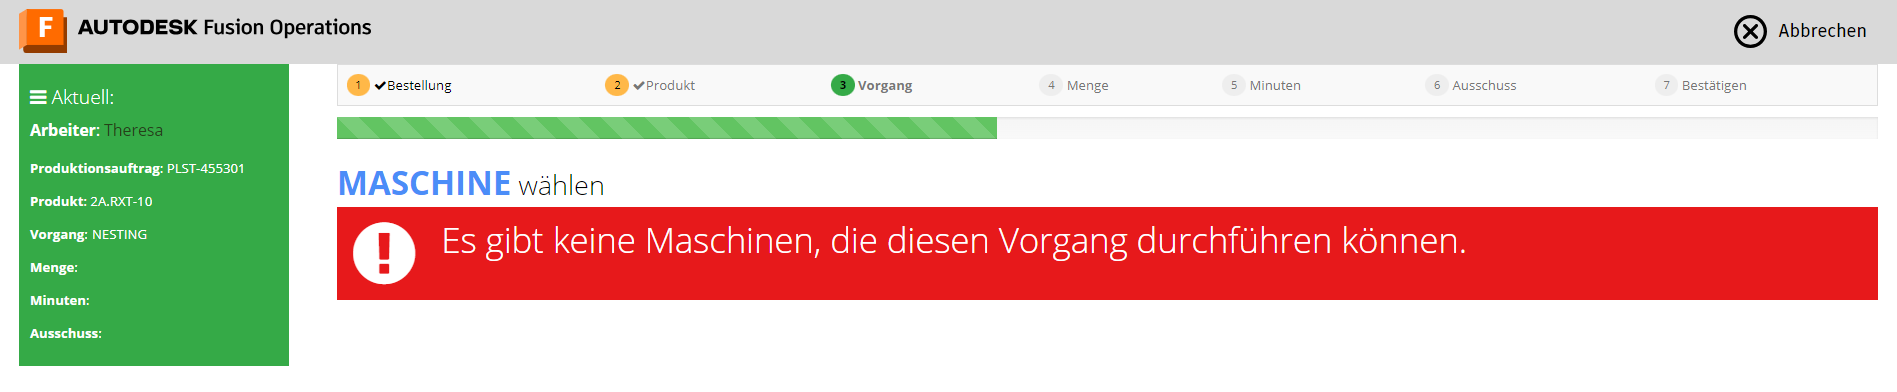 F AUTODESK Fusion Operations
Abbrechen
Aktuell:
Arbeiter: Theresa
Produktionsauftrag: PLST-455301
Produkt: 2A.RXT-10
Vorgang: NESTING
Menge:
Minuten:
Ausschuss:
1 Bestellung 2 Produkt 3 Vorgang 4 Menge 5 Minuten 6 Ausschuss 7 Bestätigen
MASCHINE wählen
Es gibt keine Maschinen, die diesen Vorgang durchführen können.